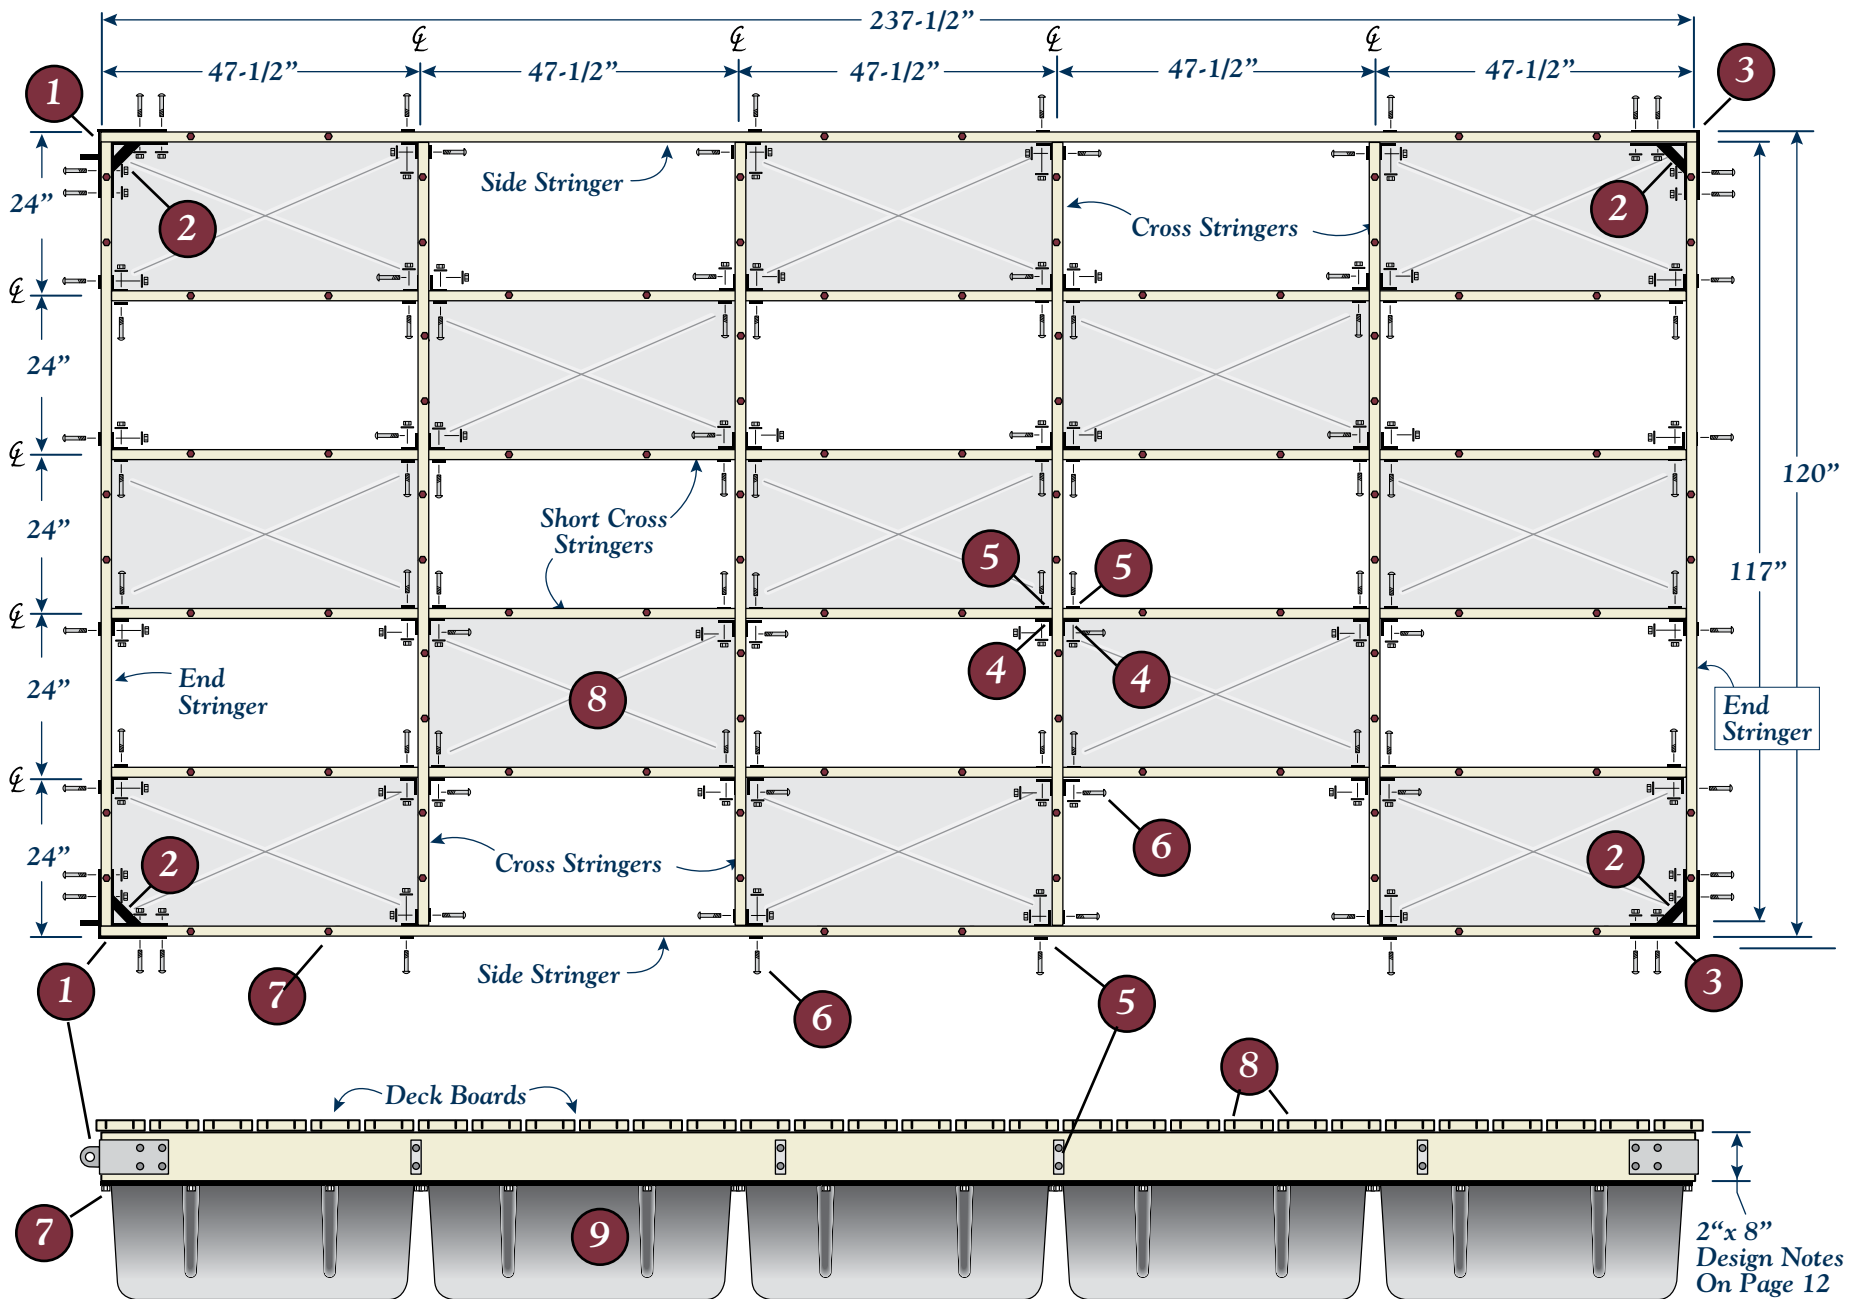 237-1/2”
℄ ℄ ℄ ℄
47-1/2” 47-1/2” 47-1/2” 47-1/2” 47-1/2”
1
3
Side Stringer
24”
2
Cross Stringers
2
℄
24”
℄
120”
24”
Short Cross
Stringers
5
5
117”
℄
4
4
24”
End
Stringer
8
End
Stringer
℄
24”
2
Cross Stringers
6
2
1
7
Side Stringer
6
5
3
8
Deck Boards
7
9
2“x 8”
Design Notes
On Page 12